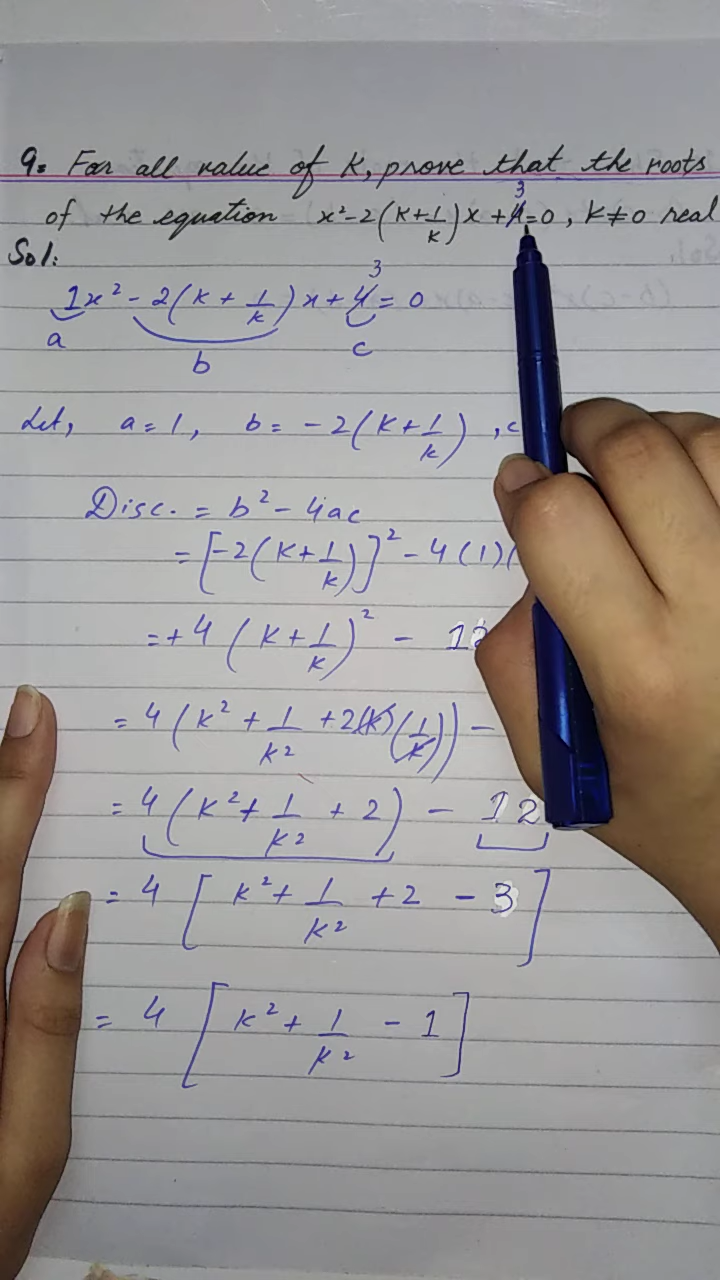 9= For all value of K, prove that the roots
of the equation x²-2(K+1/K)x+3=0, K≠0 real
Sol:
1x²-2(K+1/K)x+3=0
a b c
Let, a=1, b=-2(K+1/K), c
Disc. = b²-4ac
= [-2(K+1/K)]²-4(1)(
=+4(K+1/K)² - 12
= 4(K²+1/K²+2(K)(1/K)) -
= 4(K²+1/K²+2) - 12
= 4[K²+1/K²+2-3]
= 4[K²+1/K²-1]